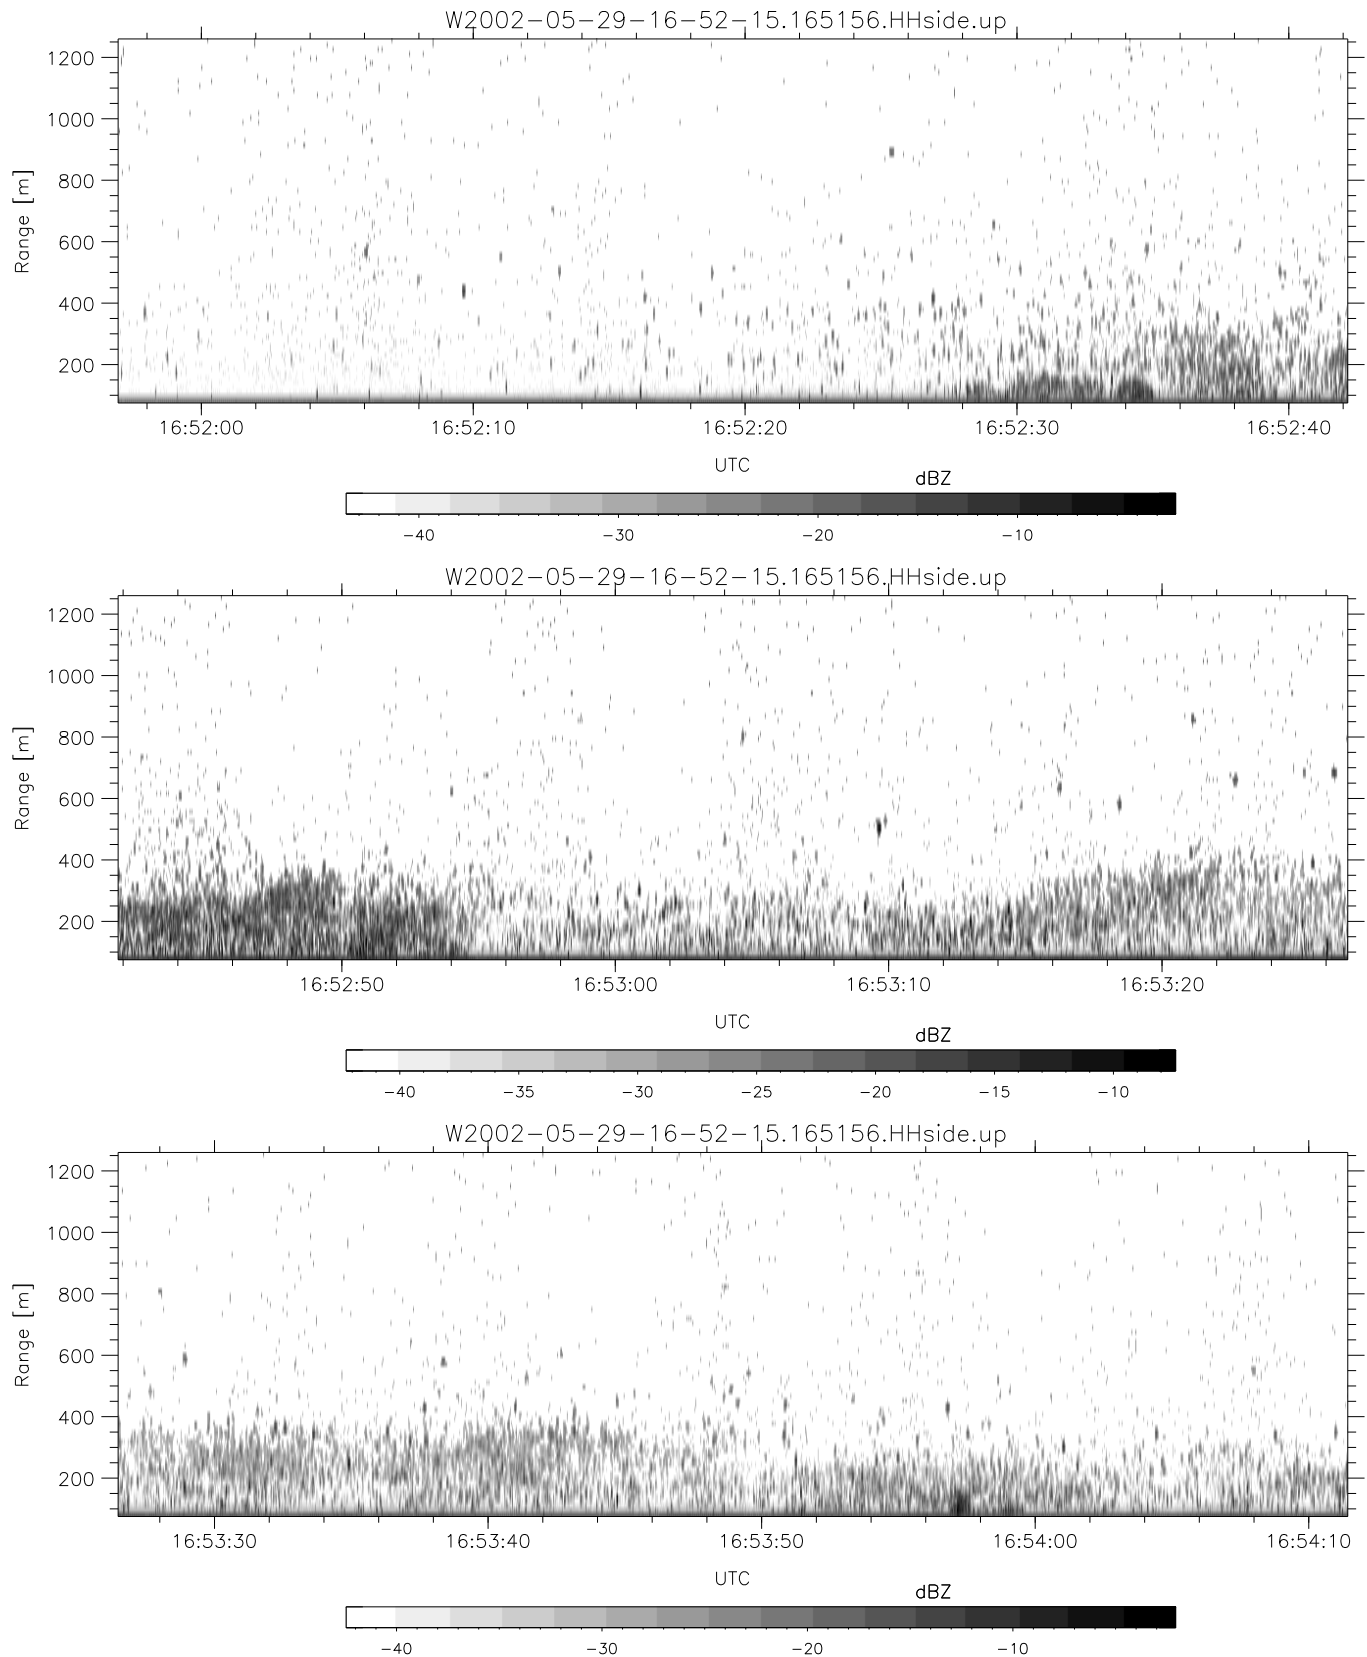 W2002-05-29-16-52-15.165156.HHside.up
1200
1000
800
600
400
200
Range [m]
16:52:00 16:52:10 16:52:20 16:52:30 16:52:40
UTC
dBZ
-40 -30 -20 -10
W2002-05-29-16-52-15.165156.HHside.up
1200
1000
800
600
400
200
Range [m]
16:52:50 16:53:00 16:53:10 16:53:20
UTC
dBZ
-40 -35 -30 -25 -20 -15 -10
W2002-05-29-16-52-15.165156.HHside.up
1200
1000
800
600
400
200
Range [m]
16:53:30 16:53:40 16:53:50 16:54:00 16:54:10
UTC
dBZ
-40 -30 -20 -10